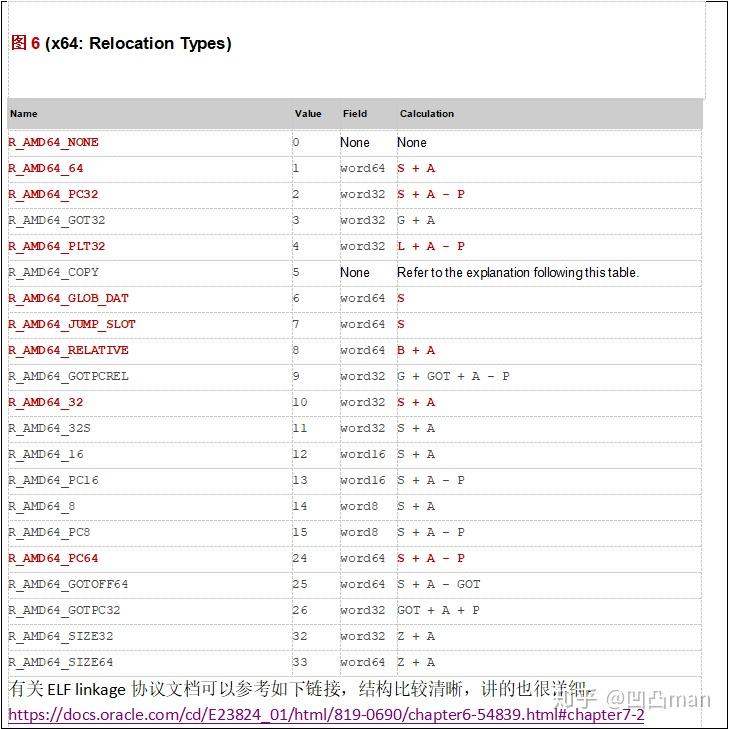 图 6 (x64: Relocation Types)
Name Value Field Calculation
R_AMD64_NONE 0 None None
R_AMD64_64 1 word64 S + A
R_AMD64_PC32 2 word32 S + A - P
R_AMD64_GOT32 3 word32 G + A
R_AMD64_PLT32 4 word32 L + A - P
R_AMD64_COPY 5 None Refer to the explanation following this table.
R_AMD64_GLOB_DAT 6 word64 S
R_AMD64_JUMP_SLOT 7 word64 S
R_AMD64_RELATIVE 8 word64 B + A
R_AMD64_GOTPCREL 9 word32 G + GOT + A - P
R_AMD64_32 10 word32 S + A
R_AMD64_32S 11 word32 S + A
R_AMD64_16 12 word16 S + A
R_AMD64_PC16 13 word16 S + A - P
R_AMD64_8 14 word8 S + A
R_AMD64_PC8 15 word8 S + A - P
R_AMD64_PC64 24 word64 S + A - P
R_AMD64_GOTOFF64 25 word64 S + A - GOT
R_AMD64_GOTPC32 26 word32 GOT + A + P
R_AMD64_SIZE32 32 word32 Z + A
R_AMD64_SIZE64 33 word64 Z + A
有关 ELF linkage 协议文档可以参考如下链接，结构比较清晰，讲的也很详细。
知乎 @凹凸man
https://docs.oracle.com/cd/E23824_01/html/819-0690/chapter6-54839.html#chapter7-2